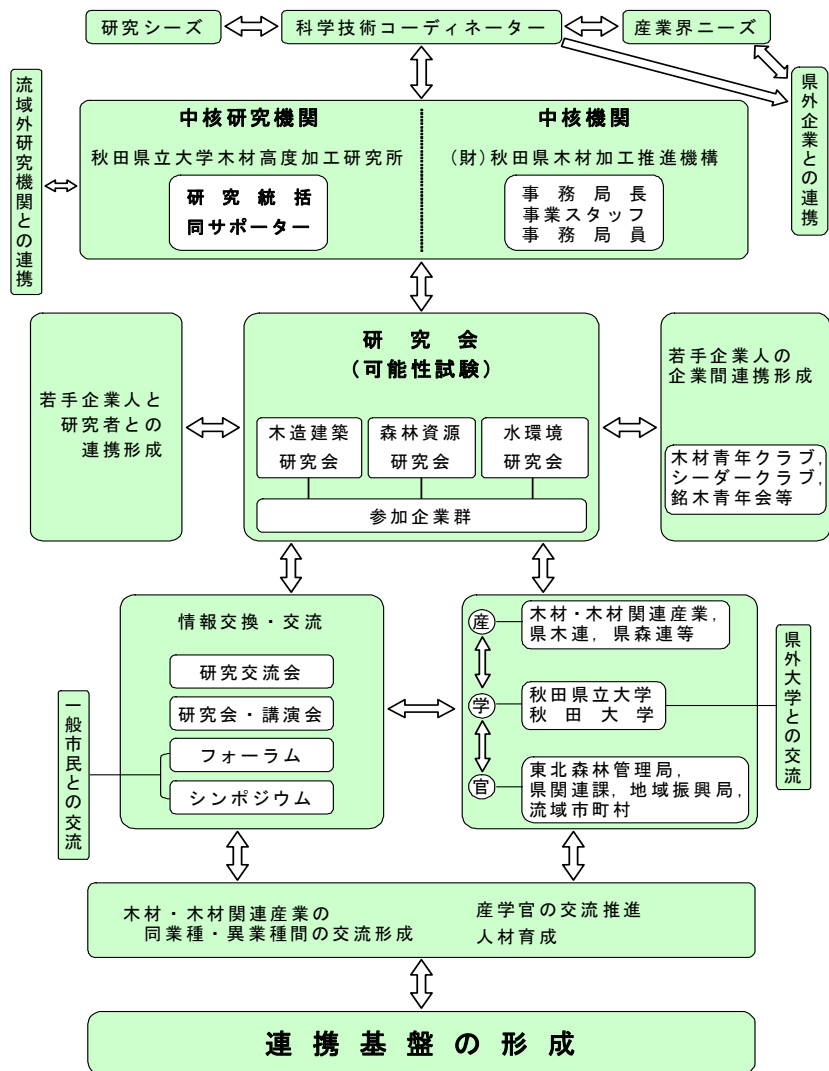 研究シーズ
科学技術コーディネーター
産業界ニーズ
流域外研究機関との連携
県外企業との連携
中核研究機関
秋田県立大学木材高度加工研究所
研究統括
同サポーター
中核機関
(財)秋田県木材加工推進機構
事務局長
事業スタッフ
事務局員
若手企業人と
研究者との
連携形成
研究会
(可能性試験)
木造建築
研究会
森林資源
研究会
水環境
研究会
参加企業群
若手企業人の
企業間連携形成
木材青年クラブ,
シーダークラブ,
銘木青年会等
一般市民との交流
情報交換・交流
研究交流会
研究会・講演会
フォーラム
シンポジウム
産
木材・木材関連産業,
県木連, 県森連等
学
秋田県立大学
秋田大学
官
東北森林管理局,
県関連課, 地域振興局,
流域市町村
県外大学との交流
木材・木材関連産業の
同業種・異業種間の交流形成
産学官の交流推進
人材育成
連携基盤の形成